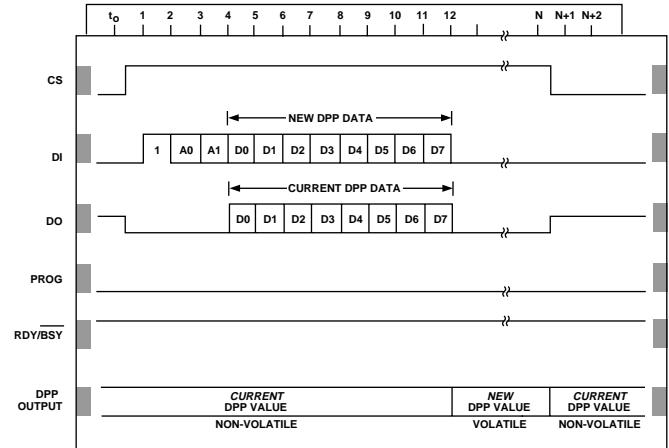 to 1 2 3 4 5 6 7 8 9 10 11 12 N N+1 N+2
CS
NEW DPP DATA
DI 1 A0 A1 D0 D1 D2 D3 D4 D5 D6 D7
CURRENT DPP DATA
DO D0 D1 D2 D3 D4 D5 D6 D7
PROG
RDY/BSY
DPP OUTPUT
CURRENT DPP VALUE
NON-VOLATILE
NEW DPP VALUE
VOLATILE
CURRENT DPP VALUE
NON-VOLATILE